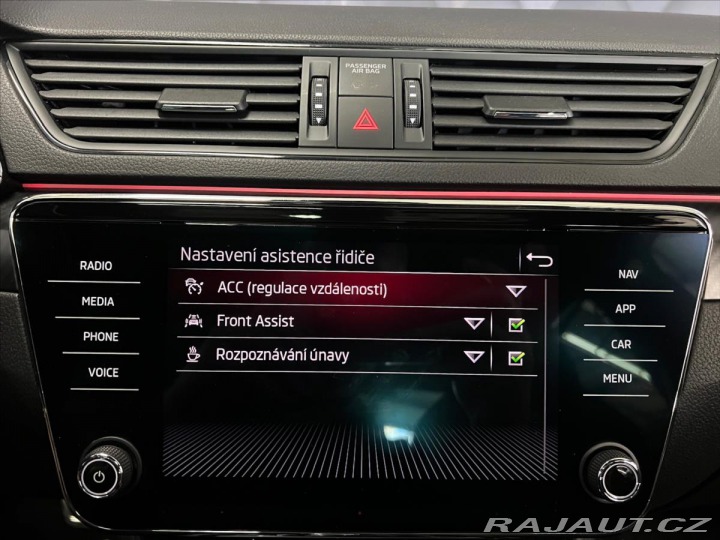 PASSENGER
AIR BAG
Nastavení asistence řidiče
RADIO
NAV
ACC (regulace vzdálenosti)
MEDIA
APP
Front Assist
PHONE
CAR
Rozpoznávání únavy
VOICE
MENU
RAJAUT.CZ